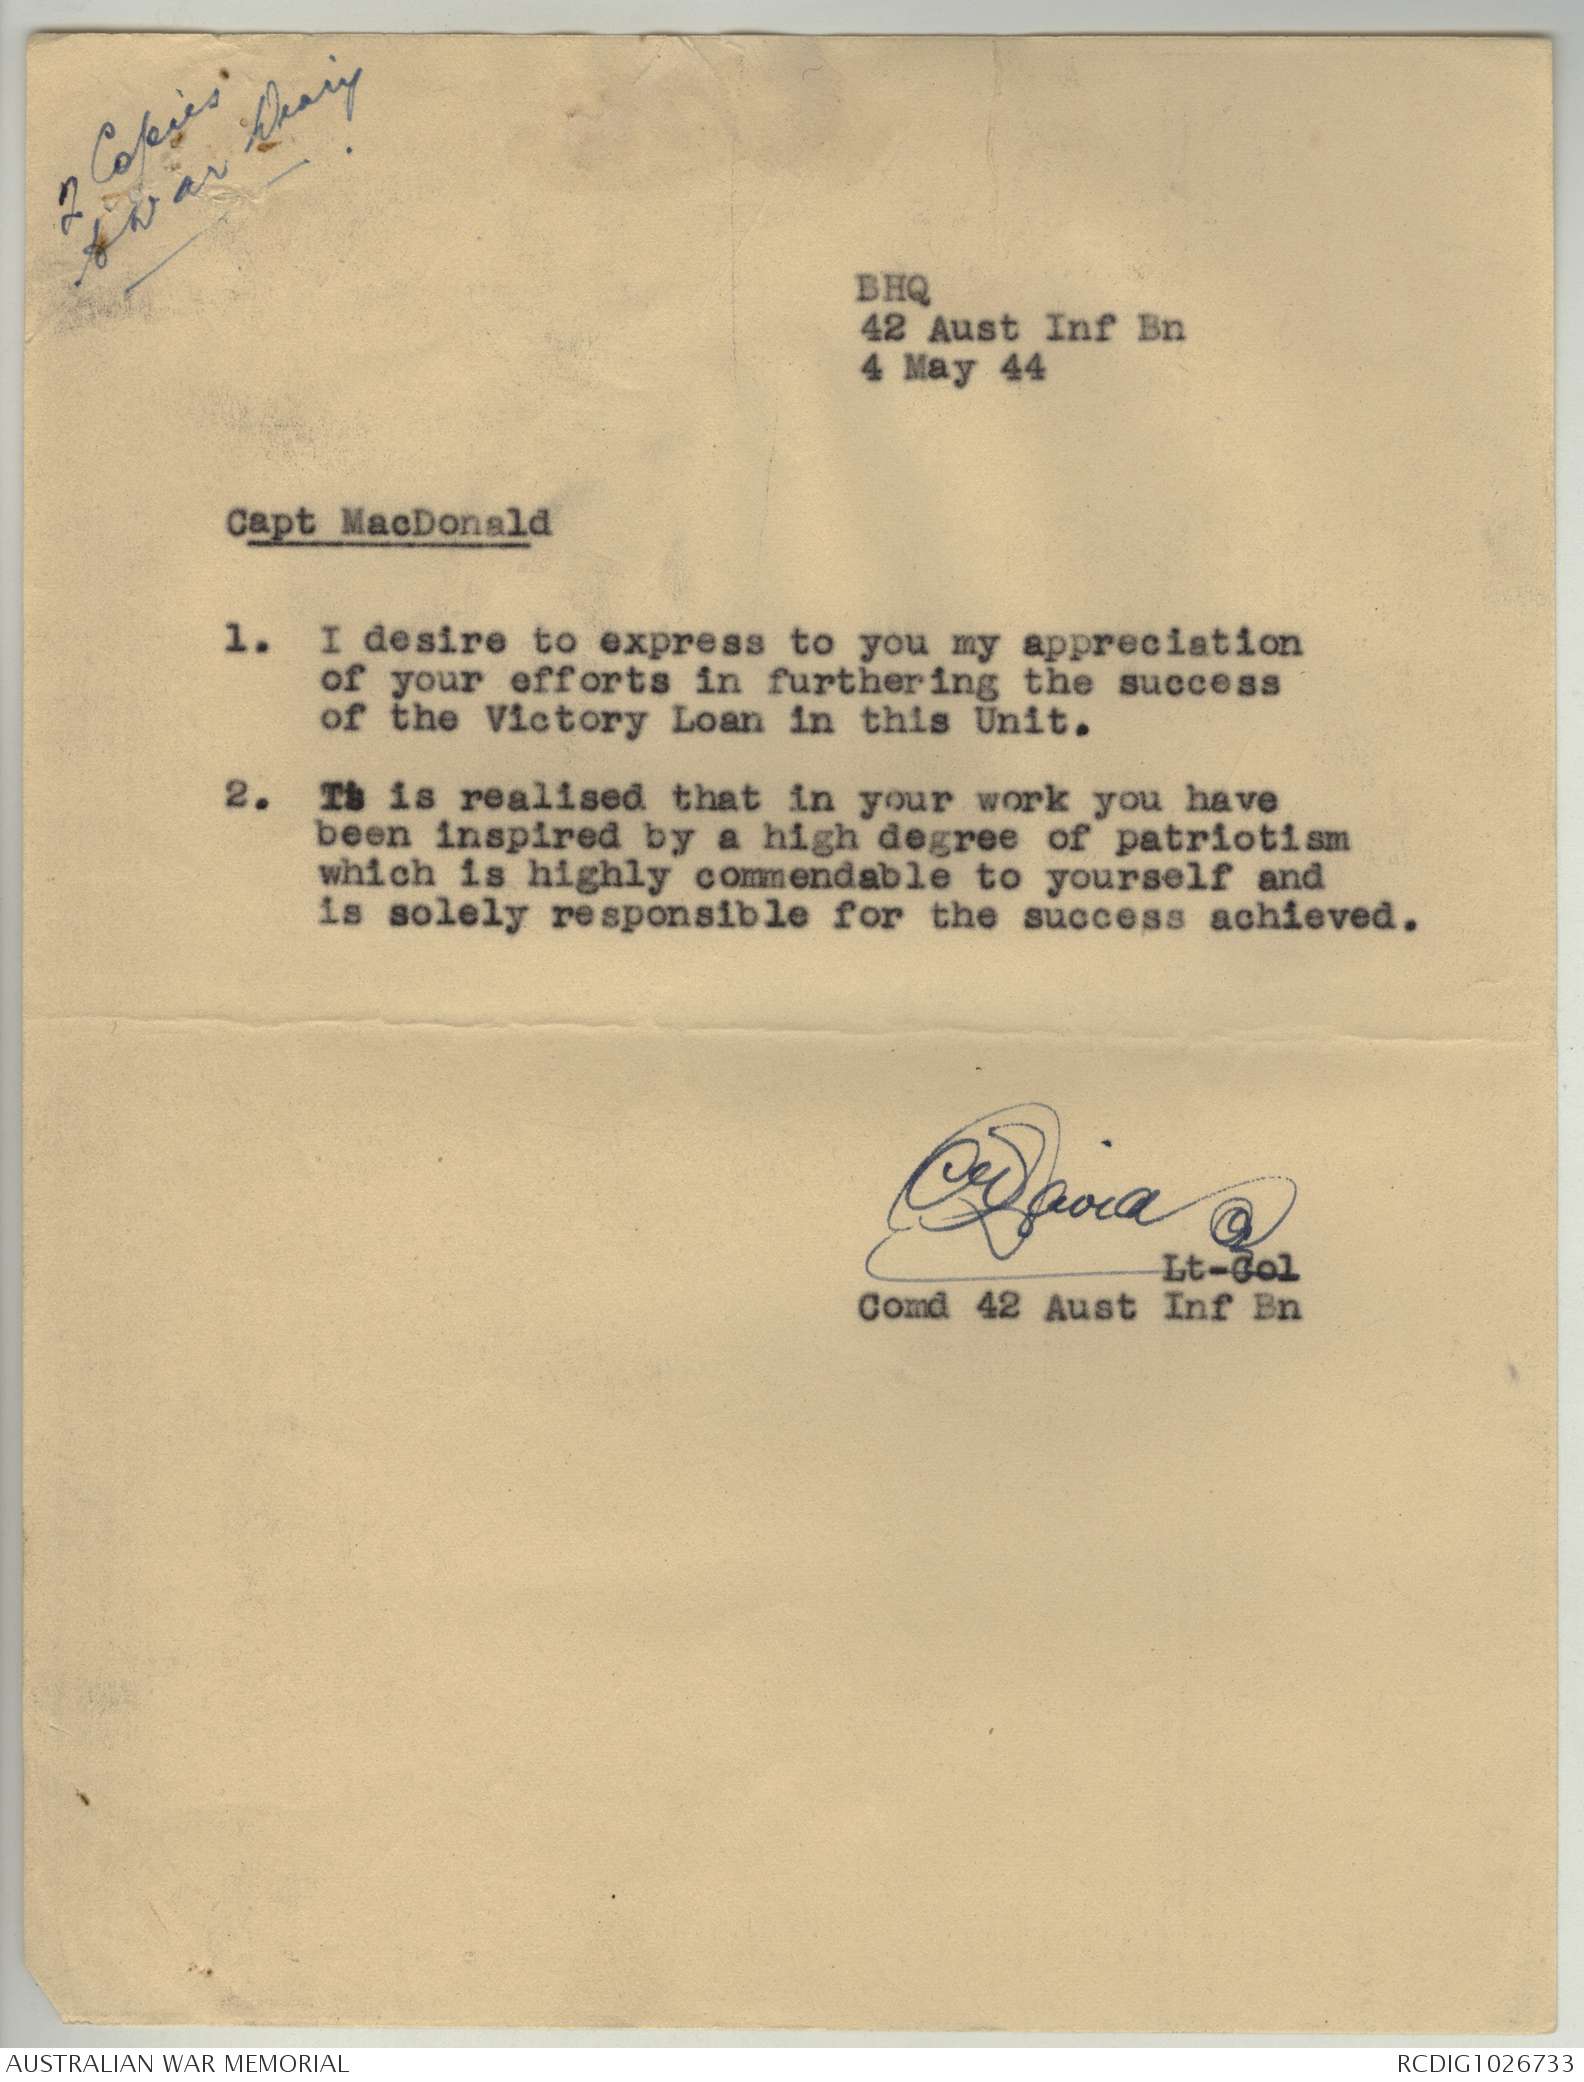 2 Copies
War Diary
BHQ
42 Aust Inf Bn
4 May 44
Capt MacDonald
1. I desire to express to you my appreciation
of your efforts in furthering the success
of the Victory Loan in this Unit.
2. It is realised that in your work you have
been inspired by a high degree of patriotism
which is highly commendable to yourself and
is solely responsible for the success achieved.
Lt-Col
Comd 42 Aust Inf Bn
AUSTRALIAN WAR MEMORIAL
RCDIG1026733